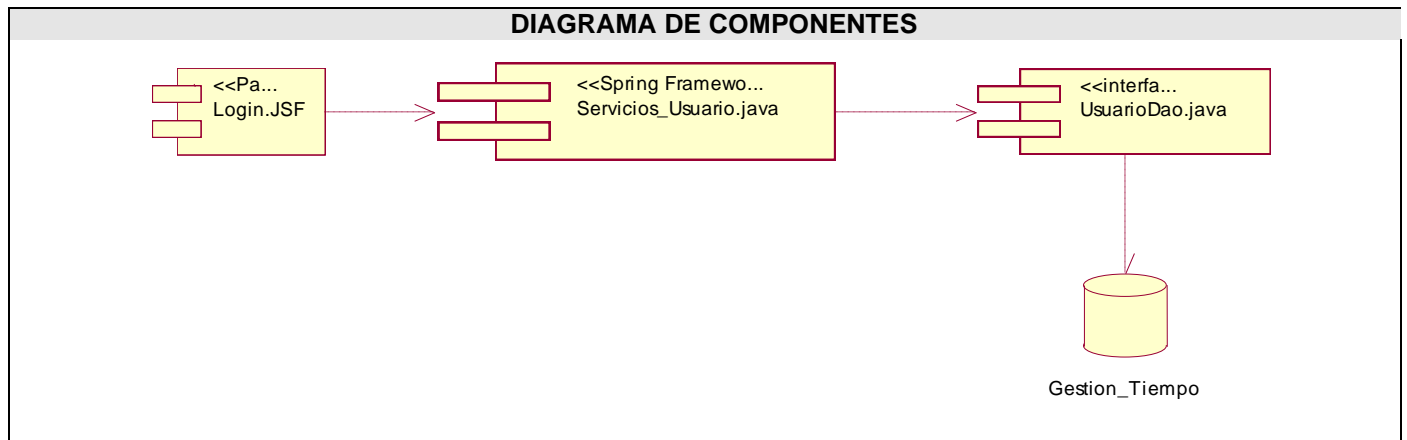 DIAGRAMA DE COMPONENTES
<<Pa...
Login.JSF
<<Spring Framewo...
Servicios_Usuario.java
<<interfa...
UsuarioDao.java
Gestion_Tiempo